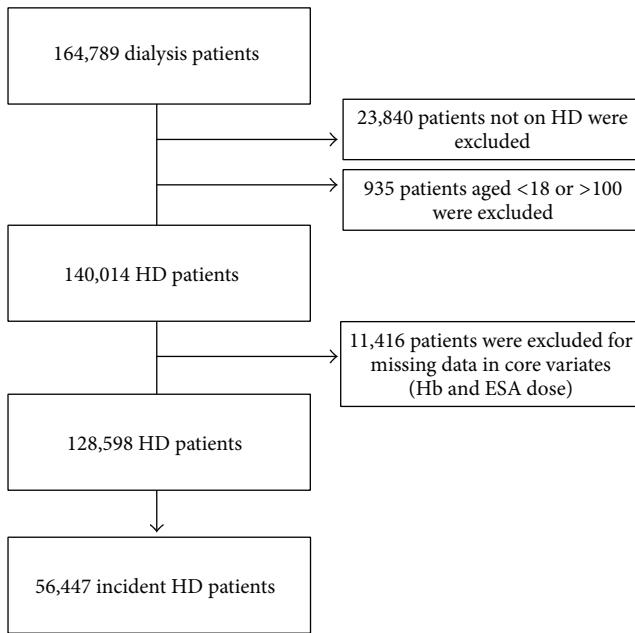 164,789 dialysis patients
23,840 patients not on HD were
excluded
935 patients aged <18 or >100
were excluded
140,014 HD patients
11,416 patients were excluded for
missing data in core variates
(Hb and ESA dose)
128,598 HD patients
56,447 incident HD patients